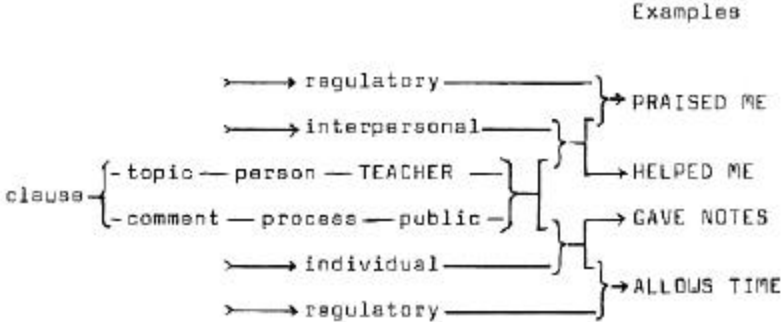 Examples
regulatory
PRAISED ME
interpersonal
topic person TEACHER HELPED ME
clause
comment process public GAVE NOTES
individual
ALLOWS TIME
regulatory